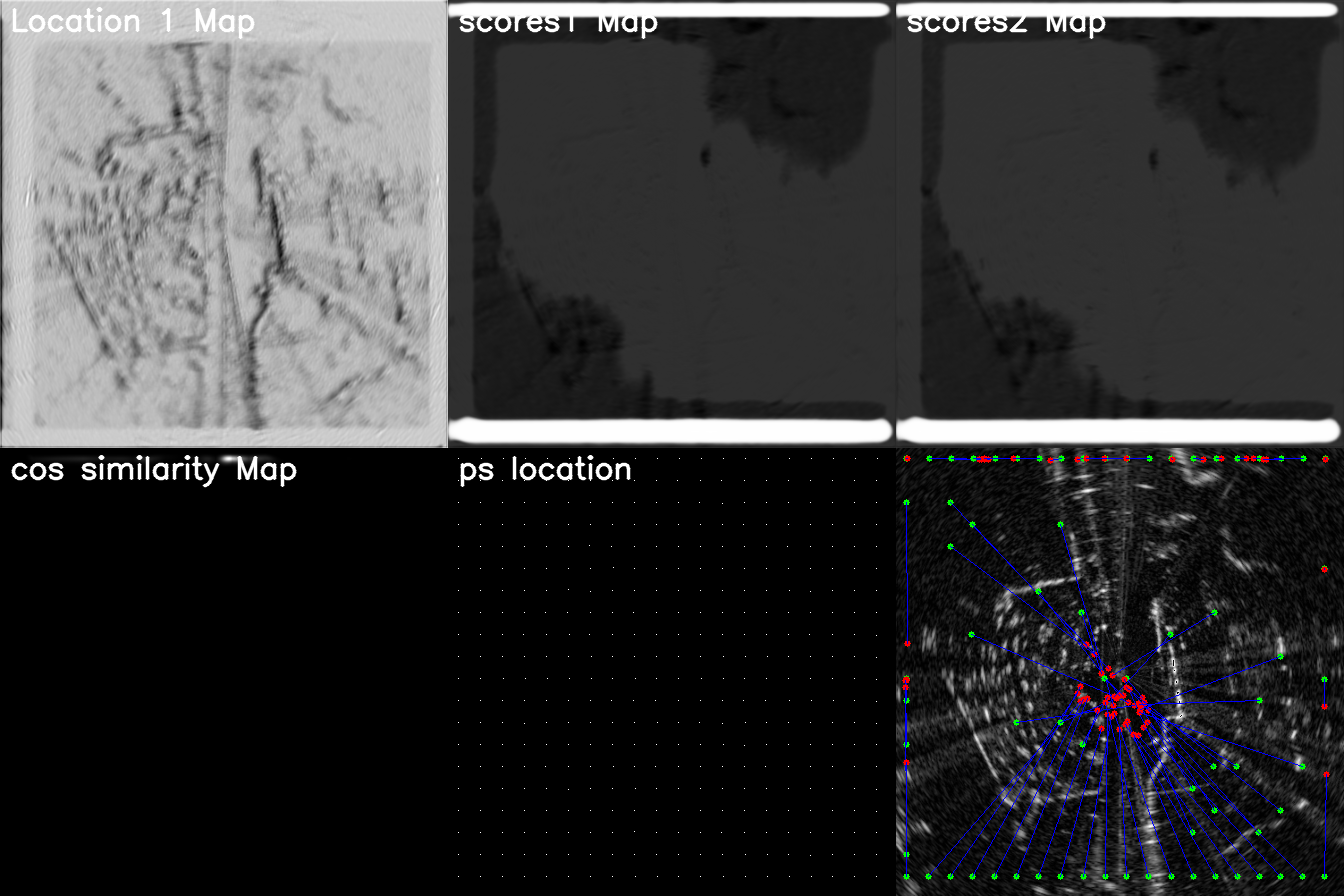 Location 1 Map
scores1 Map
scores2 Map
cos similarity Map
ps location